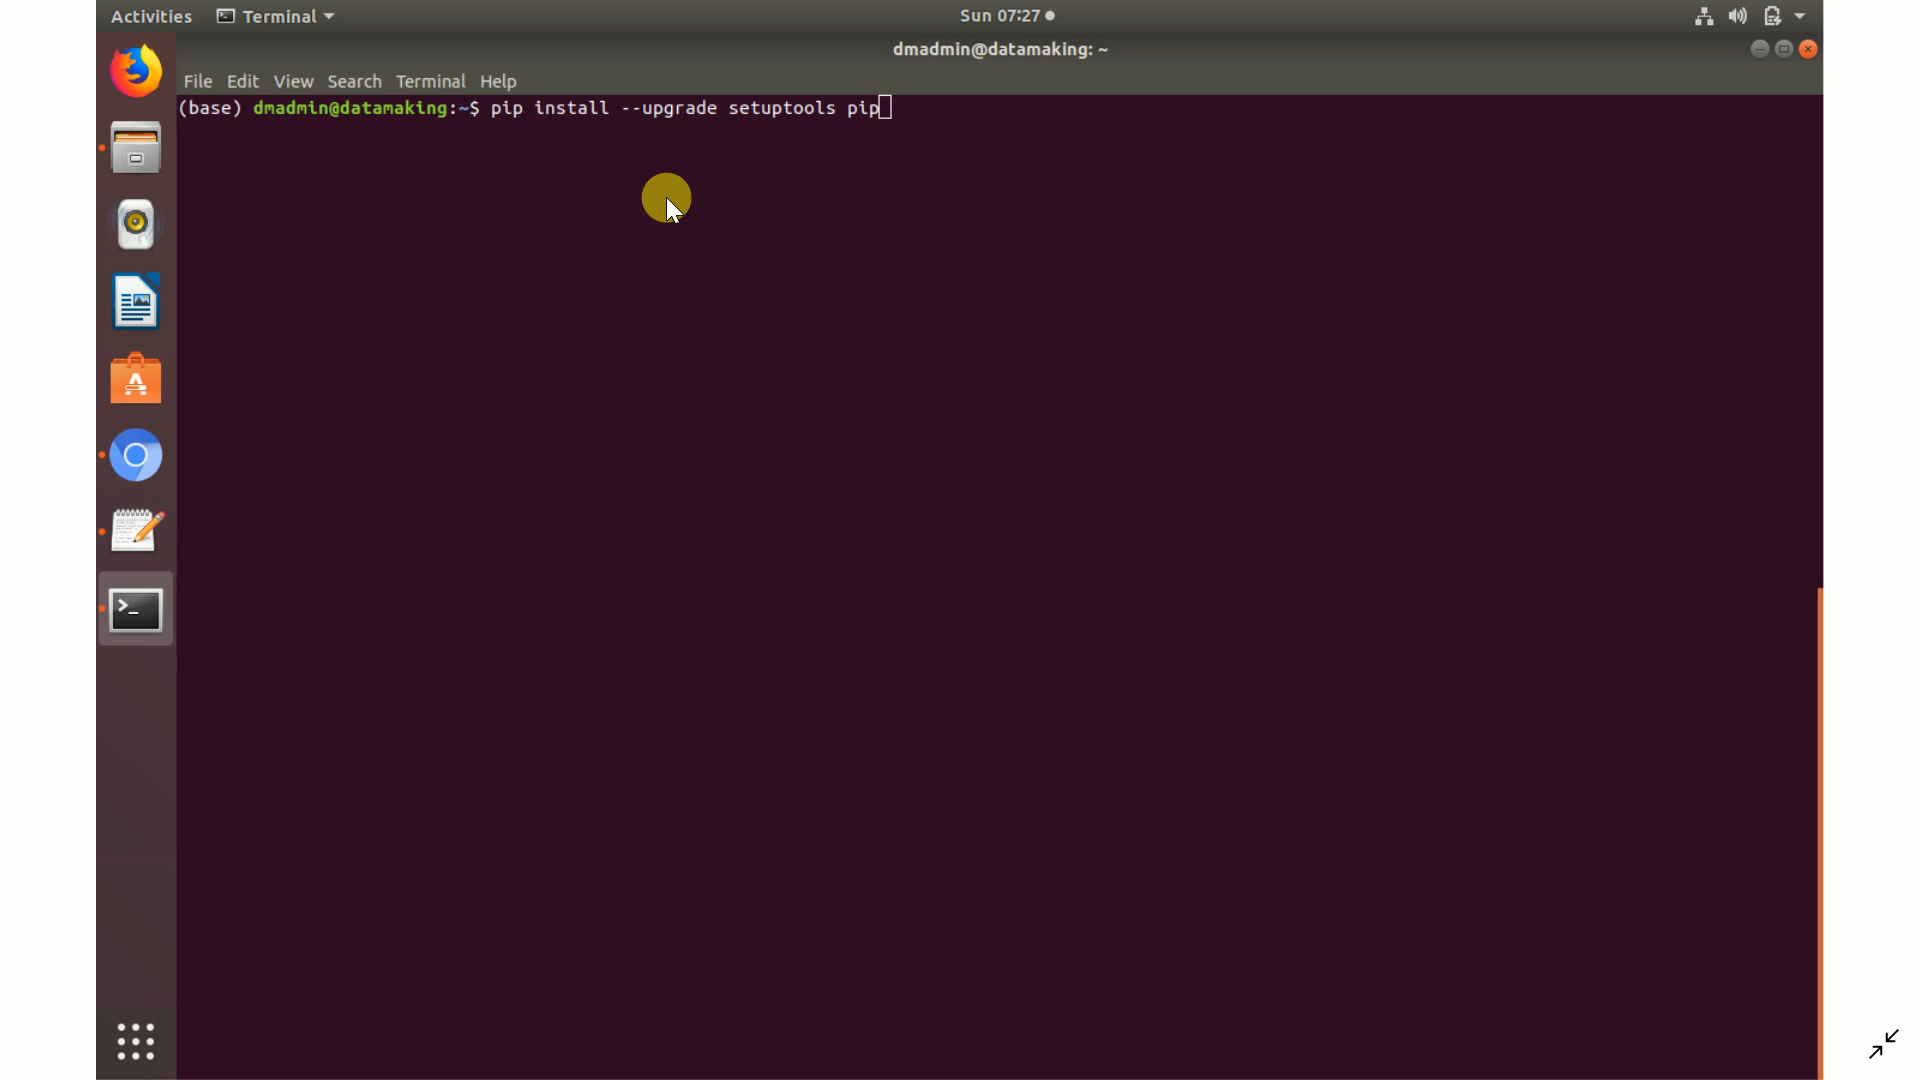 Activities Terminal Sun 07:27
dmadmin@datamaking: ~
File Edit View Search Terminal Help
(base) dmadmin@datamaking:~$ pip install --upgrade setuptools pip